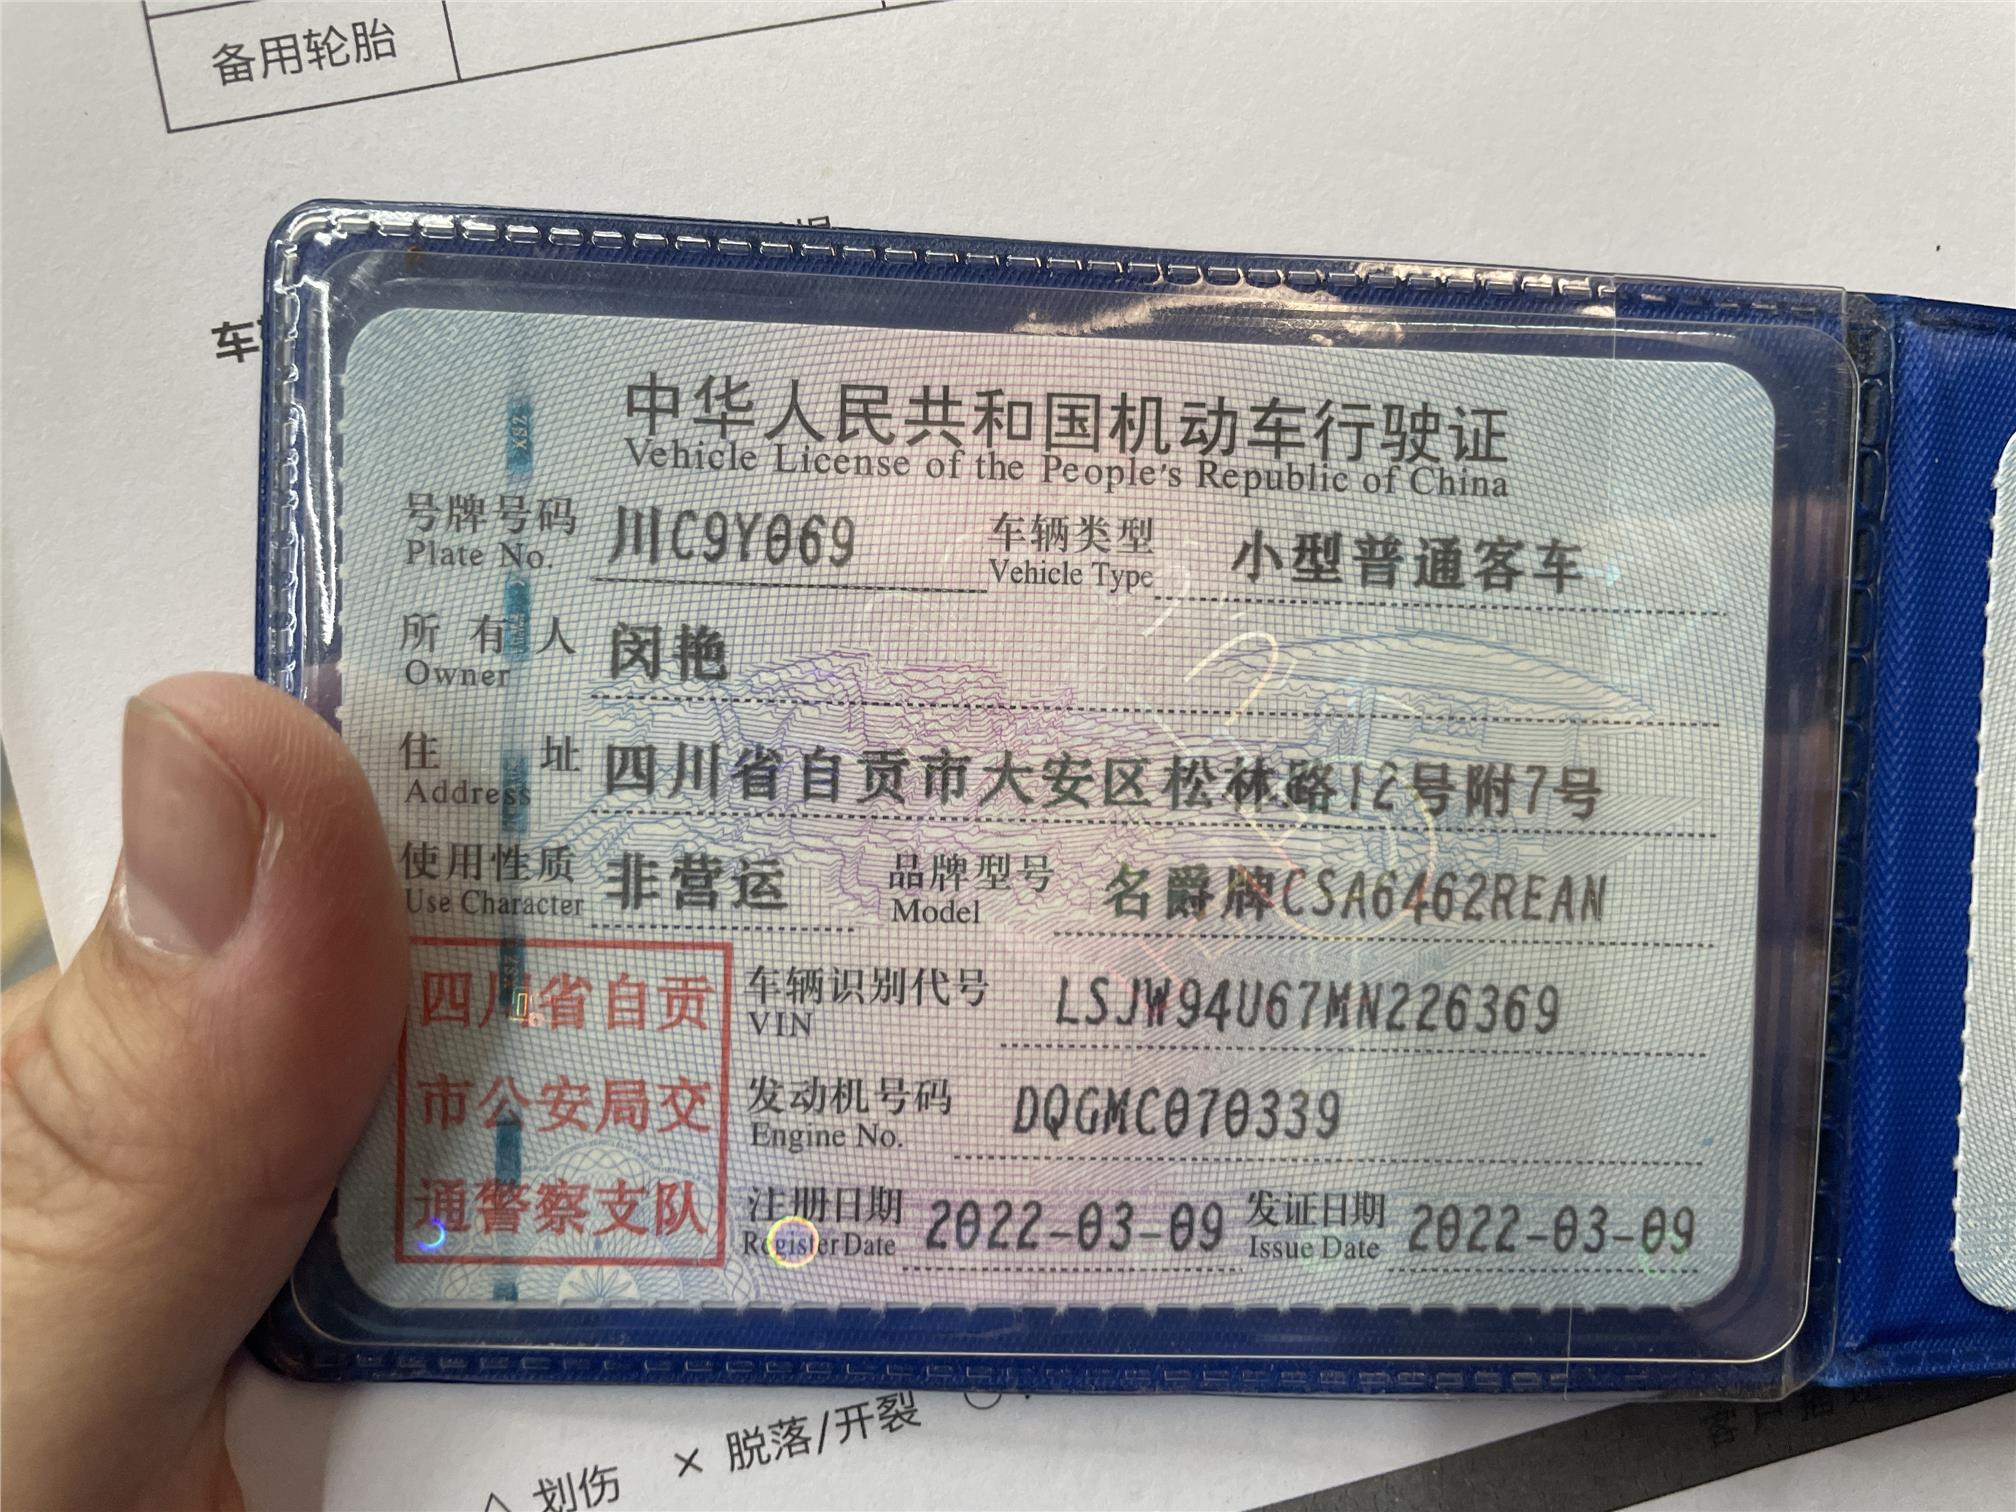 备用轮胎
车
中华人民共和国机动车行驶证
Vehicle License of the People's Republic of China
号牌号码 川C9Y069 车辆类型 小型普通客车
Plate No. Vehicle Type
所有人 闵艳
Owner
住址 四川省自贡市大安区松林路12号附7号
Address
使用性质 非营运 品牌型号 名爵牌CSA6462REAN
Use Character Model
四川省自贡 车辆识别代号 LSJW94U67MN226369
VIN
市公安局交 发动机号码 DQGMC070339
Engine No.
通警察支队 注册日期 2022-03-09 发证日期 2022-03-09
Register Date Issue Date
× 脱落/开裂
△ 划伤